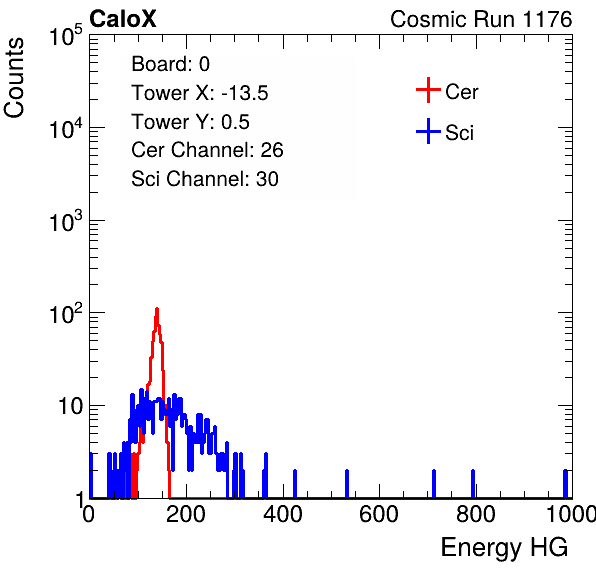 CaloX Cosmic Run 1176
Counts
Board: 0
Tower X: -13.5
Tower Y: 0.5
Cer Channel: 26
Sci Channel: 30
Cer
Sci
10^5
10^4
10^3
10^2
10
1
0 200 400 600 800 1000
Energy HG